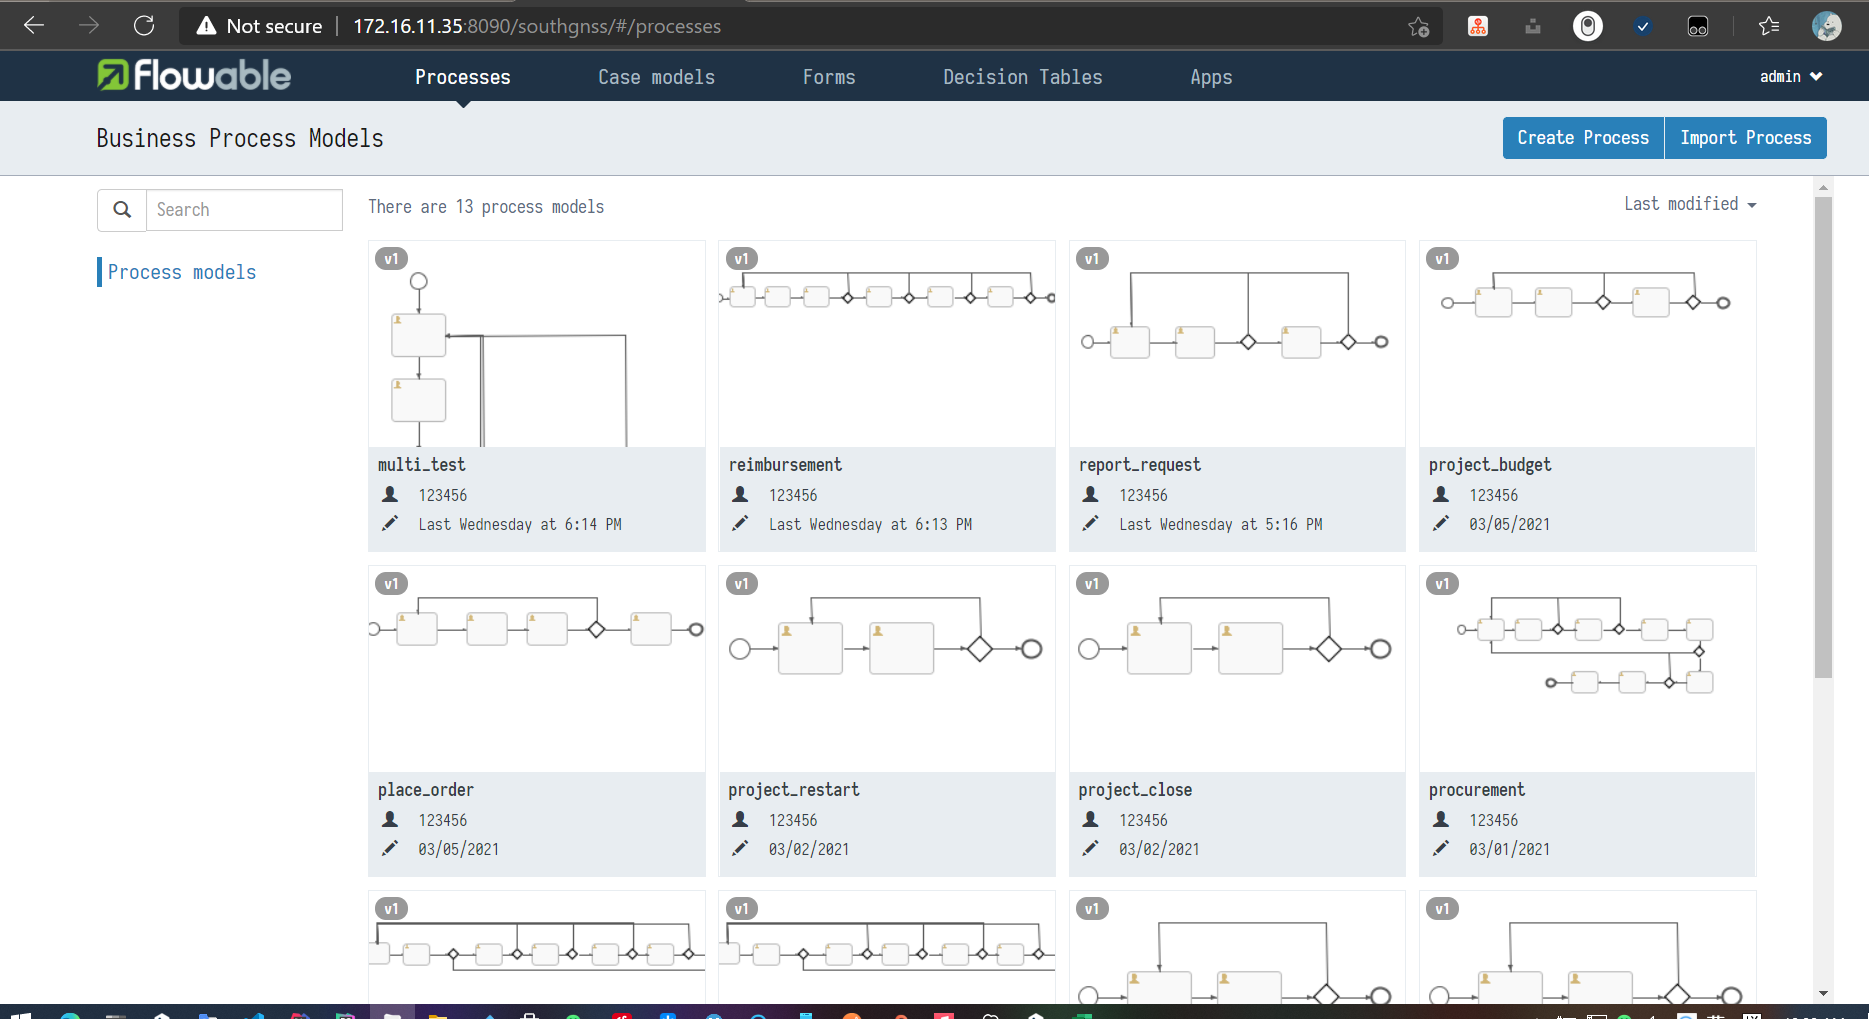 Not secure | 172.16.11.35:8090/southgnss/#/processes
flowable Processes Case models Forms Decision Tables Apps admin
Business Process Models Create Process Import Process
Search There are 13 process models Last modified
Process models
v1 v1 v1 v1
multi_test reimbursement report_request project_budget
123456 123456 123456 123456
Last Wednesday at 6:14 PM Last Wednesday at 6:13 PM Last Wednesday at 5:16 PM 03/05/2021
v1 v1 v1 v1
place_order project_restart project_close procurement
123456 123456 123456 123456
03/05/2021 03/02/2021 03/02/2021 03/01/2021
v1 v1 v1 v1